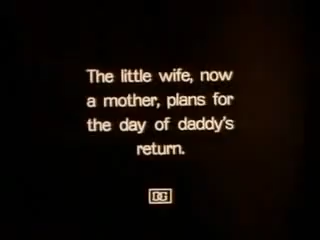 The little wife, now
a mother, plans for
the day of daddy's
return.
DG